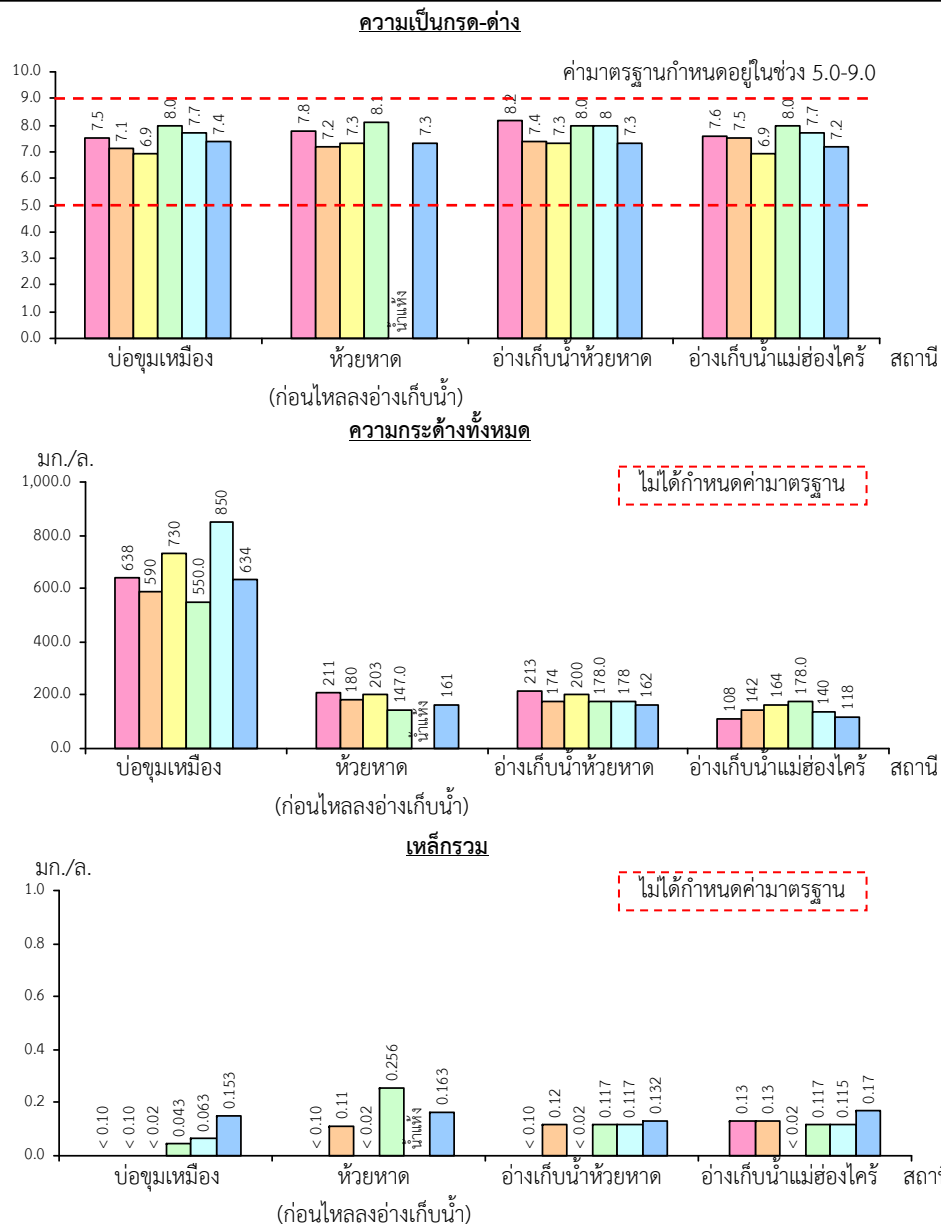 ความเป็นกรด-ด่าง
ค่ามาตรฐานกำหนดอยู่ในช่วง 5.0-9.0
10.0
9.0
8.0
7.0
6.0
5.0
4.0
3.0
2.0
1.0
0.0
7.5 7.1 6.9 8.0 7.7 7.4
7.8 7.2 7.3 8.1 น้ำแห้ง 7.3
8.2 7.4 7.3 8.0 8 7.3
7.6 7.5 6.9 8.0 7.7 7.2
บ่อขุมเหมือง ห้วยหาด อ่างเก็บน้ำห้วยหาด อ่างเก็บน้ำแม่ฮ่องไคร้ สถานี
(ก่อนไหลลงอ่างเก็บน้ำ)
ความกระด้างทั้งหมด
มก./ล.
ไม่ได้กำหนดค่ามาตรฐาน
1,000.0
800.0
600.0
400.0
200.0
0.0
638 590 730 550.0 850 634
211 180 203 147.0 น้ำแห้ง 161
213 174 200 178.0 178 162
108 142 164 178.0 140 118
บ่อขุมเหมือง ห้วยหาด อ่างเก็บน้ำห้วยหาด อ่างเก็บน้ำแม่ฮ่องไคร้ สถานี
(ก่อนไหลลงอ่างเก็บน้ำ)
เหล็กรวม
มก./ล.
ไม่ได้กำหนดค่ามาตรฐาน
1.0
0.8
0.6
0.4
0.2
0.0
< 0.10 < 0.10 < 0.02 0.043 0.063 0.153
< 0.10 0.11 < 0.02 0.256 น้ำแห้ง 0.163
< 0.10 0.12 < 0.02 0.117 0.117 0.132
0.13 0.13 < 0.02 0.117 0.115 0.17
บ่อขุมเหมือง ห้วยหาด อ่างเก็บน้ำห้วยหาด อ่างเก็บน้ำแม่ฮ่องไคร้ สถานี
(ก่อนไหลลงอ่างเก็บน้ำ)